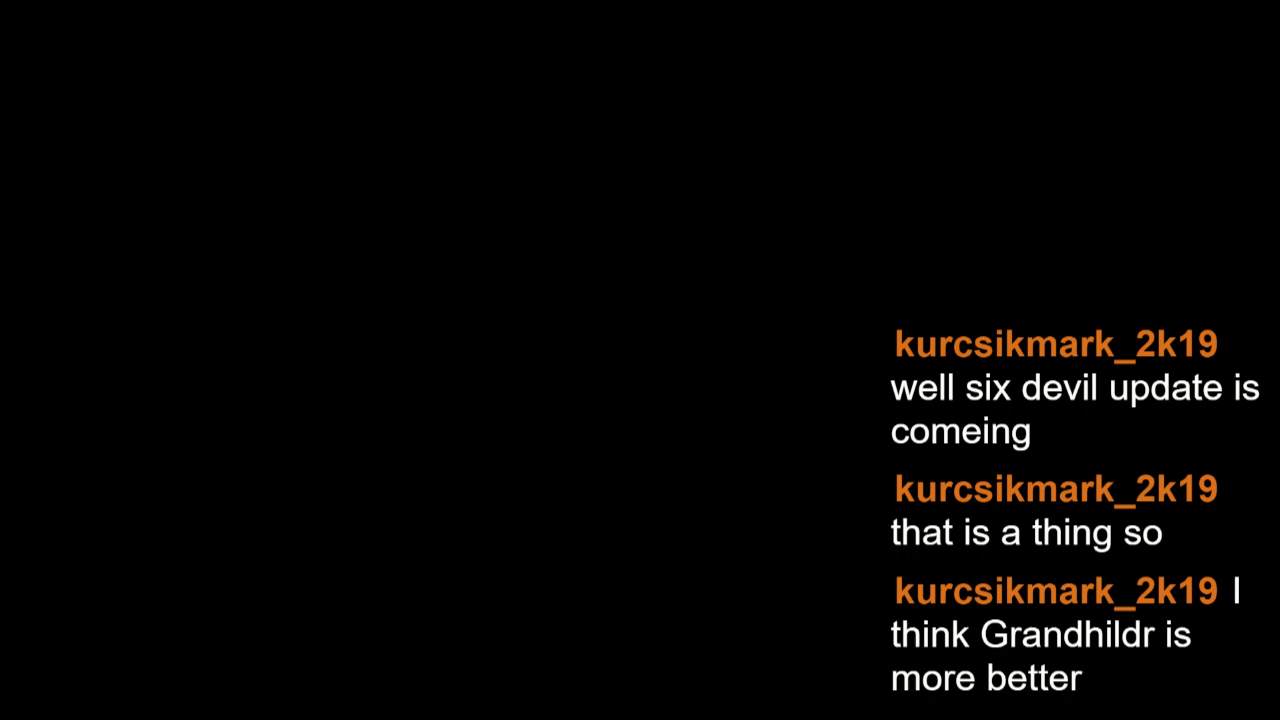 kurcsikmark_2k19
well six devil update is
comeing
kurcsikmark_2k19
that is a thing so
kurcsikmark_2k19 I
think Grandhildr is
more better